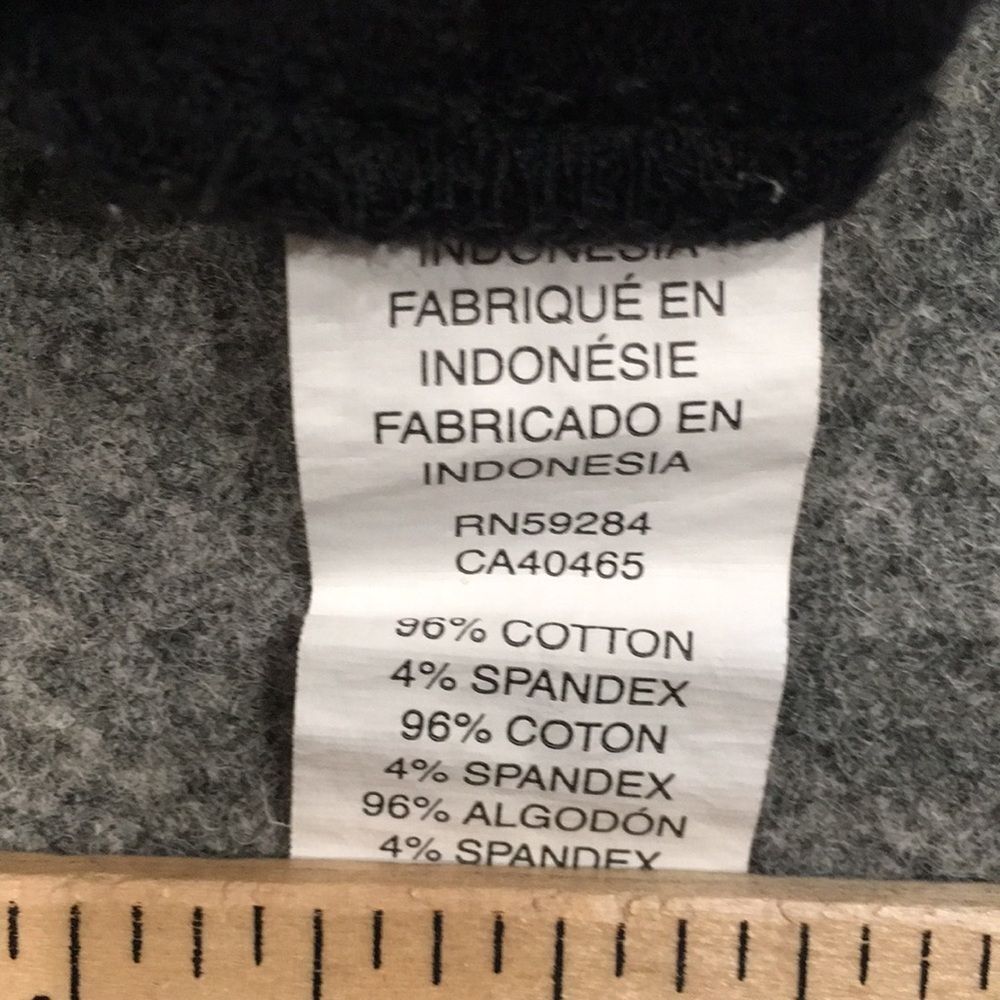 INDONESIA
FABRIQUÉ EN
INDONÉSIE
FABRICADO EN
INDONESIA
RN59284
CA40465
96% COTTON
4% SPANDEX
96% COTON
4% SPANDEX
96% ALGODÓN
4% SPANDEX